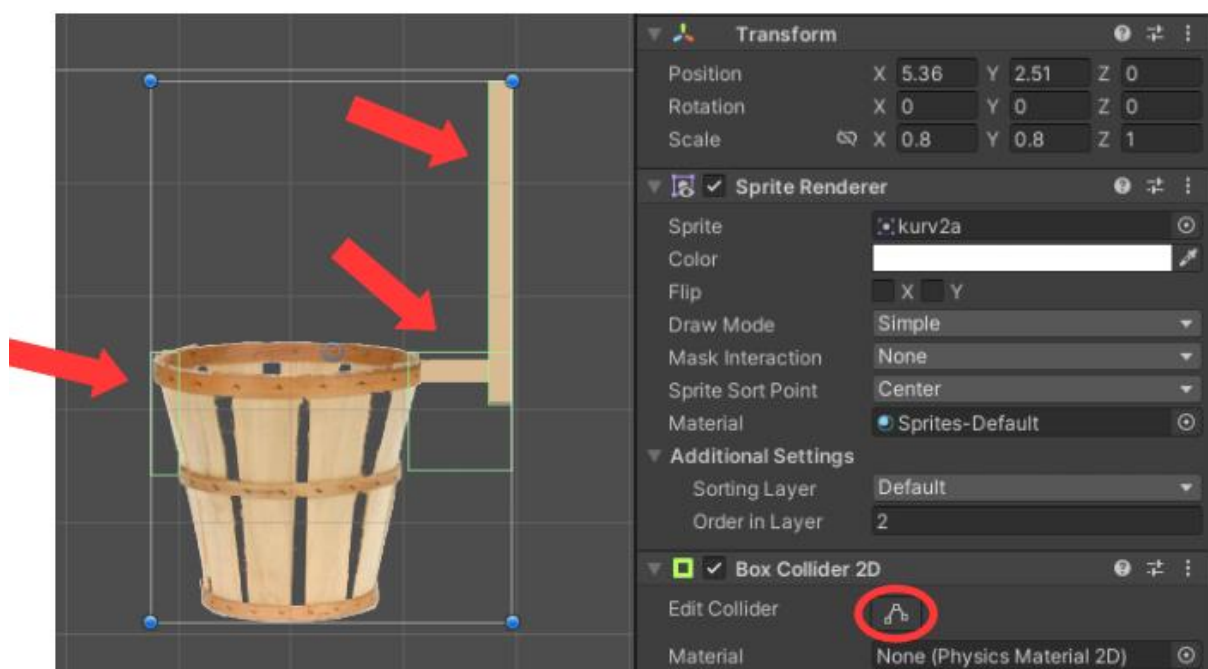 Transform
Position X 5.36 Y 2.51 Z 0
Rotation X 0 Y 0 Z 0
Scale X 0.8 Y 0.8 Z 1
Sprite Renderer
Sprite kurv2a
Color
Flip X Y
Draw Mode Simple
Mask Interaction None
Sprite Sort Point Center
Material Sprites-Default
Additional Settings
Sorting Layer Default
Order in Layer 2
Box Collider 2D
Edit Collider
Material None (Physics Material 2D)